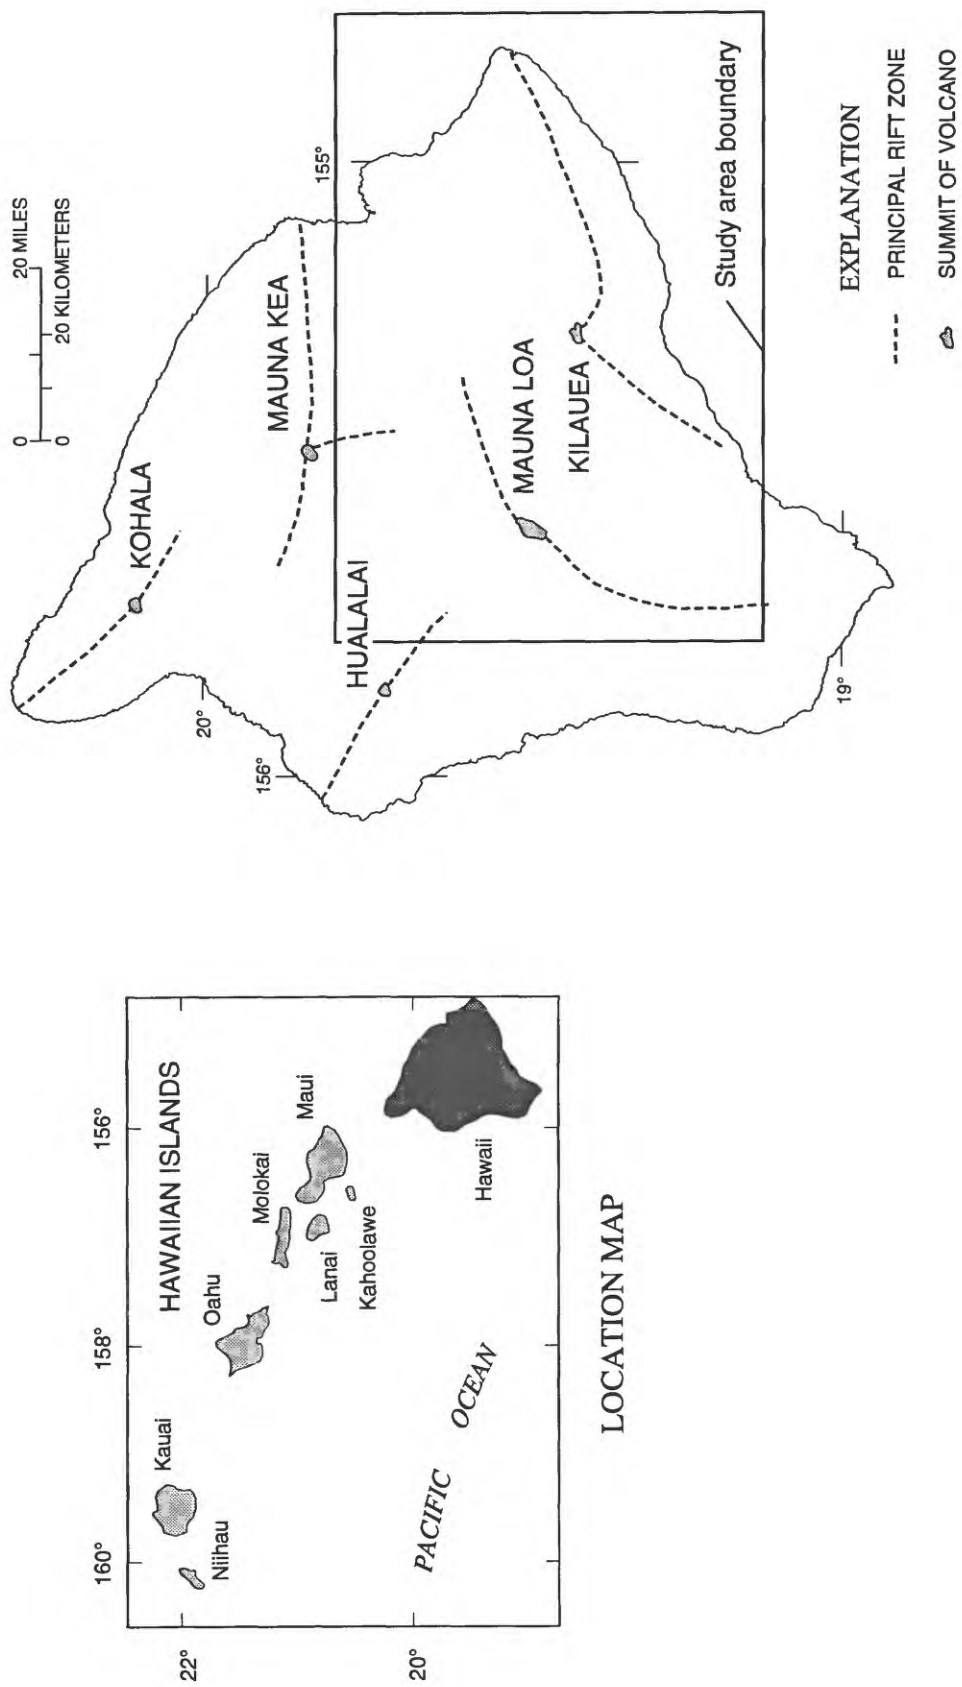 160°
158°
156°
22°
20°
HAWAIIAN ISLANDS
Kauai
Niihau
Oahu
Molokai
Maui
Lanai
Kahoolawe
Hawaii
PACIFIC
OCEAN
LOCATION MAP
0
20 MILES
0
20 KILOMETERS
KOHALA
20°
156°
MAUNA KEA
HUALALAI
155°
MAUNA LOA
KILAUEA
19°
Study area boundary
EXPLANATION
PRINCIPAL RIFT ZONE
SUMMIT OF VOLCANO